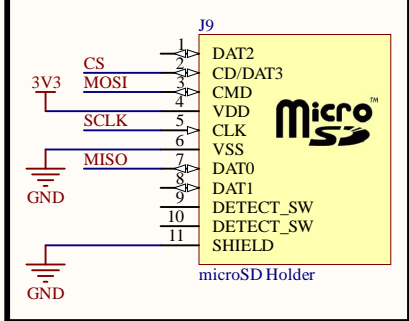 J9
1 DAT2
CS 2 CD/DAT3
MOSI 3 CMD
3V3 4 VDD
SCLK 5 CLK
6 VSS
MISO 7 DAT0
8 DAT1
GND
9 DETECT_SW
10 DETECT_SW
11 SHIELD
microSD Holder
GND
Micro SD™